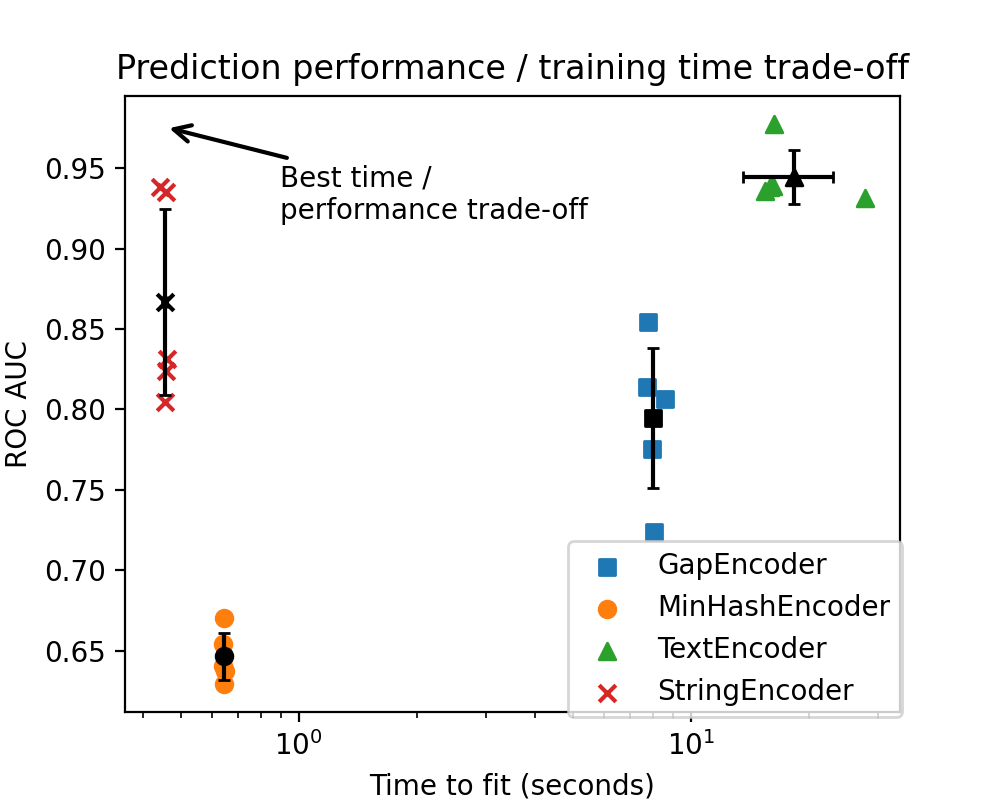 Prediction performance / training time trade-off
Best time /
performance trade-off
ROC AUC
0.95
0.90
0.85
0.80
0.75
0.70
0.65
GapEncoder
MinHashEncoder
TextEncoder
StringEncoder
10⁰
10¹
Time to fit (seconds)